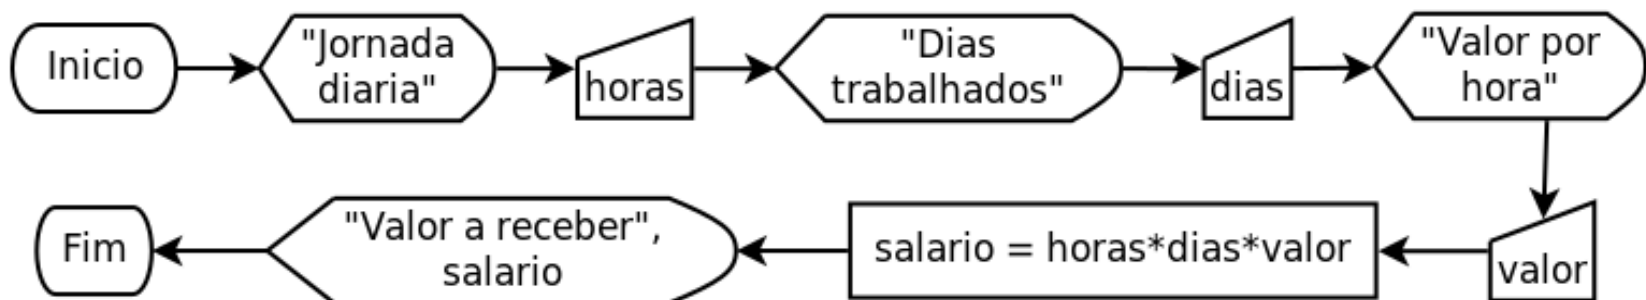 Inicio
"Jornada
diaria"
horas
"Dias
trabalhados"
dias
"Valor por
hora"
valor
salario = horas*dias*valor
"Valor a receber",
salario
Fim